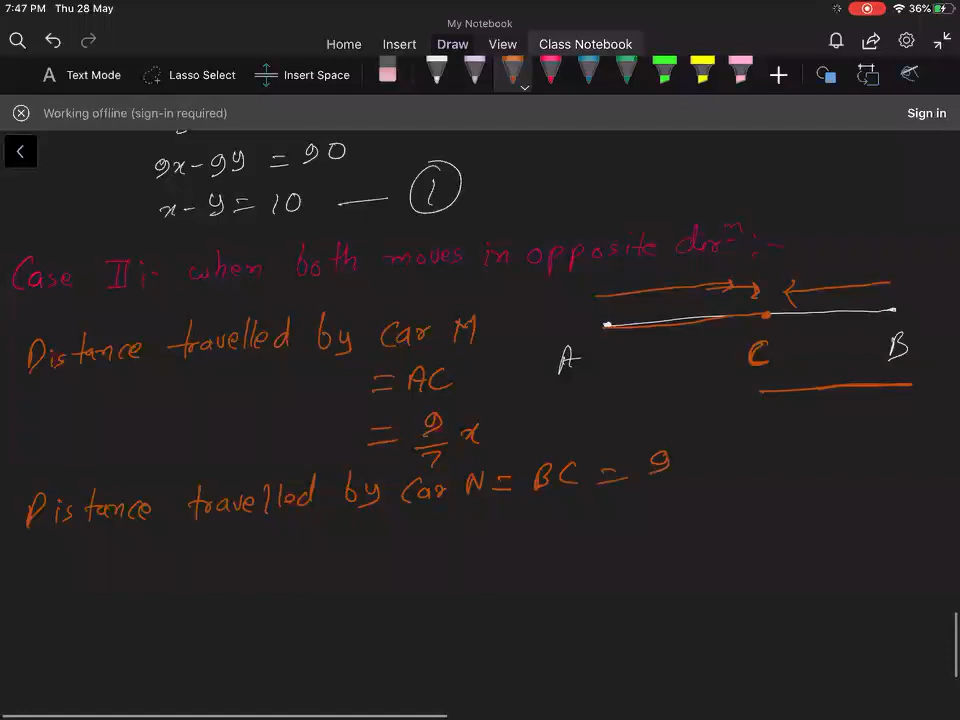 7:47 PM Thu 28 May
36%
My Notebook
Home Insert Draw View Class Notebook
Text Mode Lasso Select Insert Space
Working offline (sign-in required) Sign in
9x - 9y = 90
x - y = 10 — 1
Case II :- when both moves in opposite dirⁿ :-
Distance travelled by Car M
= AC
= 9/7 x
A C B
Distance travelled by Car N = BC = 9